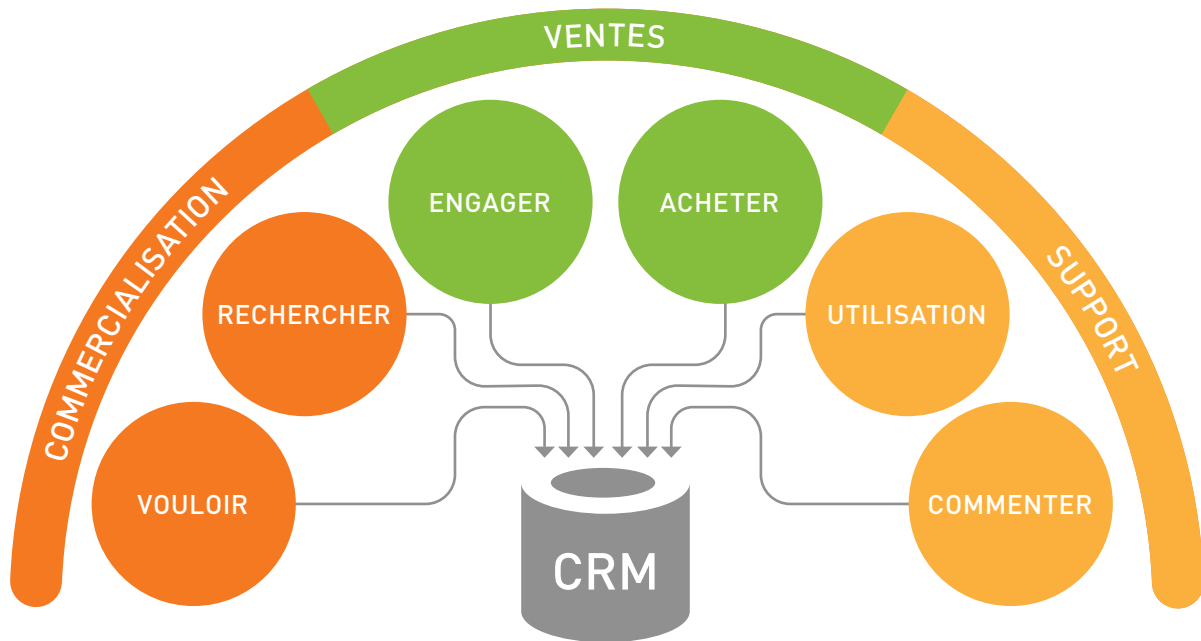 VENTES
COMMERCIALISATION
SUPPORT
ENGAGER
ACHETER
RECHERCHER
UTILISATION
VOULOIR
COMMENTER
CRM